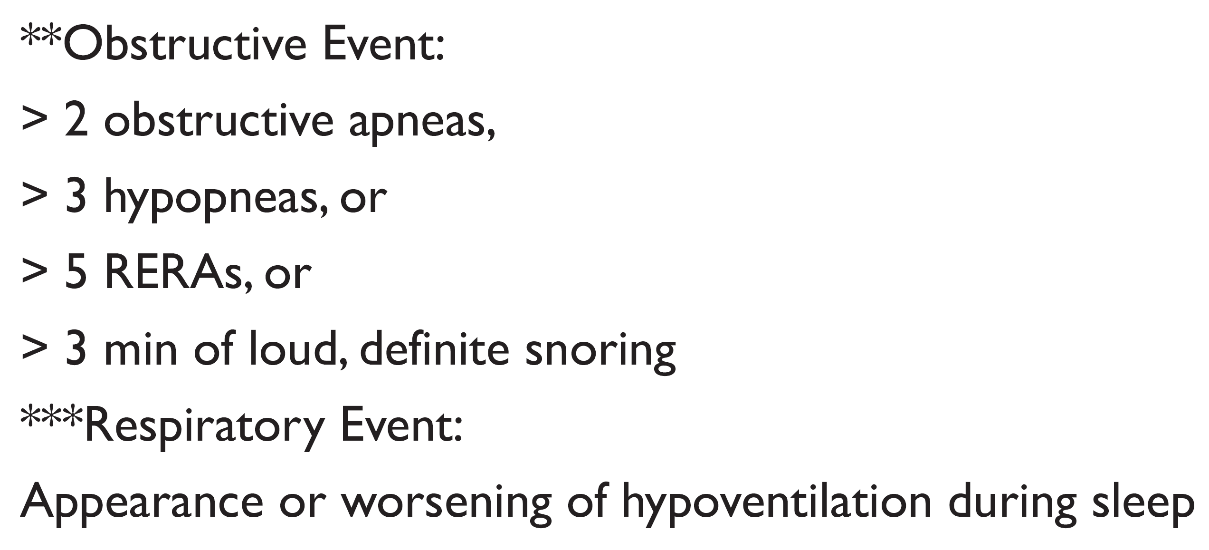 **Obstructive Event:
> 2 obstructive apneas,
> 3 hypopneas, or
> 5 RERAs, or
> 3 min of loud, definite snoring
***Respiratory Event:
Appearance or worsening of hypoventilation during sleep